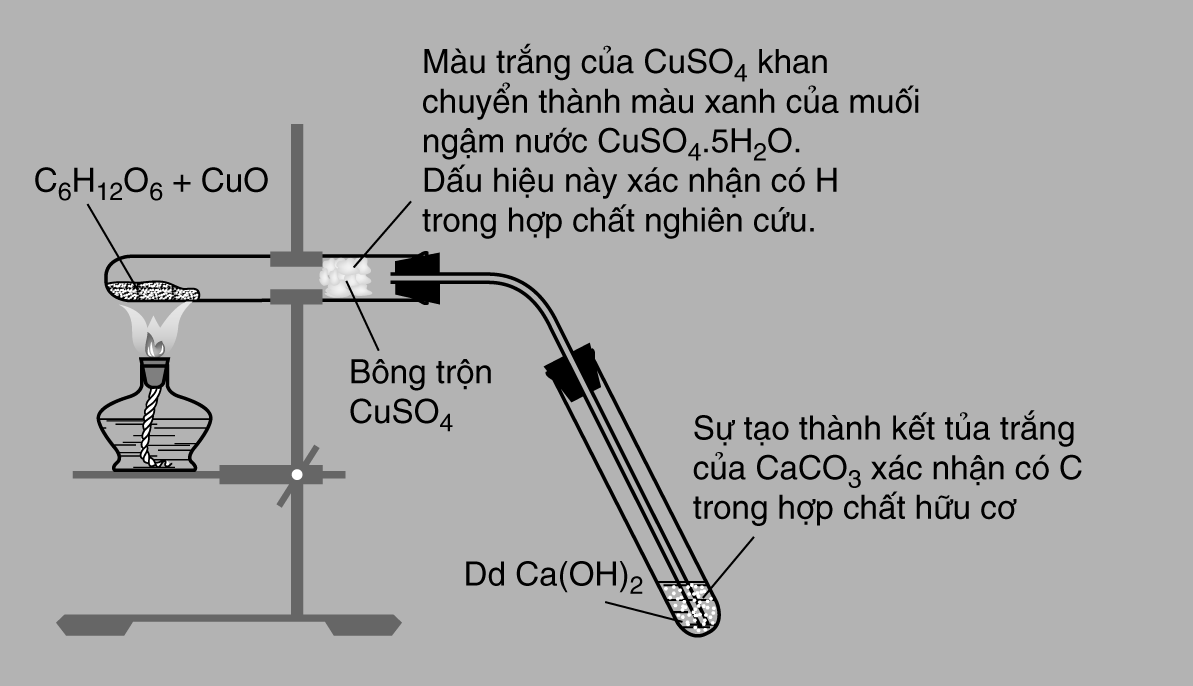 Màu trắng của CuSO₄ khan
chuyển thành màu xanh của muối
ngậm nước CuSO₄.5H₂O.
Dấu hiệu này xác nhận có H
trong hợp chất nghiên cứu.
C₆H₁₂O₆ + CuO
Bông trộn
CuSO₄
Sự tạo thành kết tủa trắng
của CaCO₃ xác nhận có C
trong hợp chất hữu cơ
Dd Ca(OH)₂